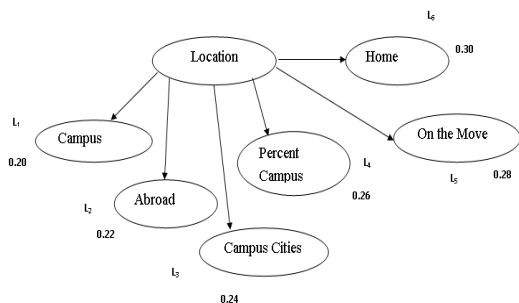 L₆
Location
Home
0.30
L₁
Campus
0.20
Percent
Campus
L₄
0.26
On the Move
L₅
0.28
Abroad
L₂
0.22
Campus Cities
L₃
0.24